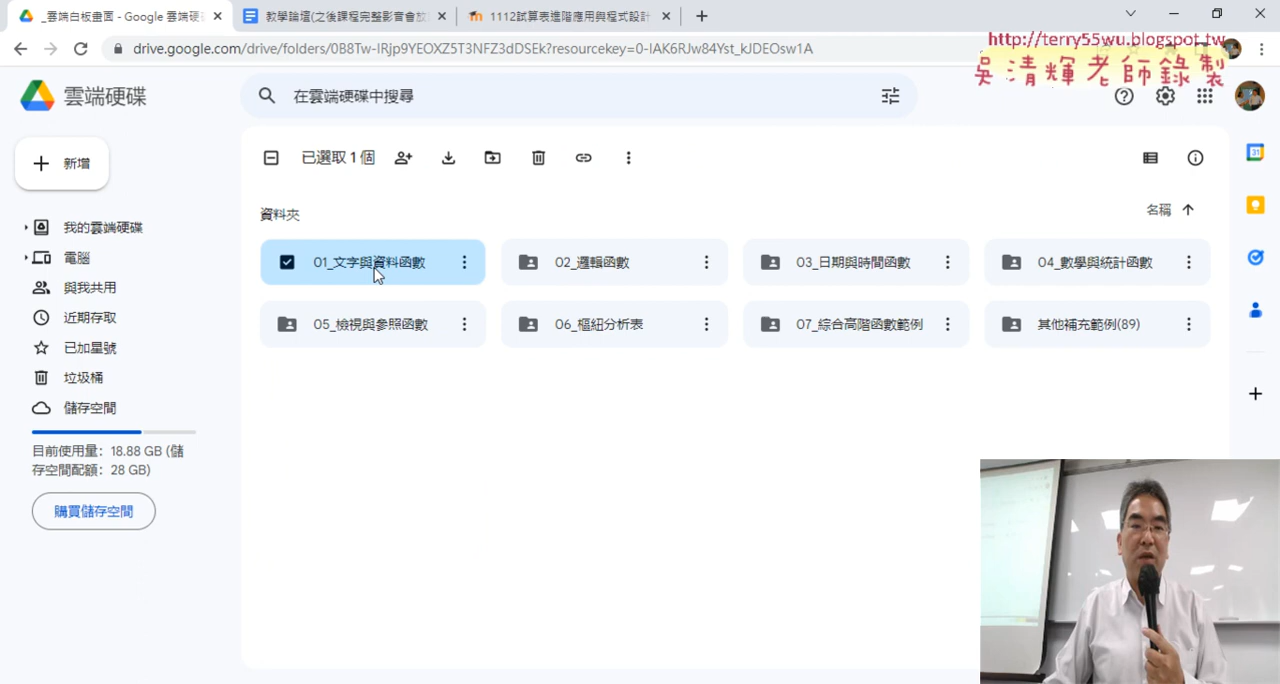 _雲端白板畫面 - Google 雲端硬
教學論壇(之後課程完整影音會放
1112試算表進階應用與程式設計
drive.google.com/drive/folders/0B8Tw-lRjp9YEOXZ5T3NFZ3dDSEk?resourcekey=0-lAK6RJw84Yst_kJDEOsw1A
http://terry55wu.blogspot.tw
吳清輝老師錄製
雲端硬碟
在雲端硬碟中搜尋
新增
已選取 1 個
資料夾
名稱
我的雲端硬碟
電腦
與我共用
近期存取
已加星號
垃圾桶
儲存空間
目前使用量：18.88 GB (儲
存空間配額：28 GB)
購買儲存空間
01_文字與資料函數
02_邏輯函數
03_日期與時間函數
04_數學與統計函數
05_檢視與參照函數
06_樞紐分析表
07_綜合高階函數範例
其他補充範例(89)
31